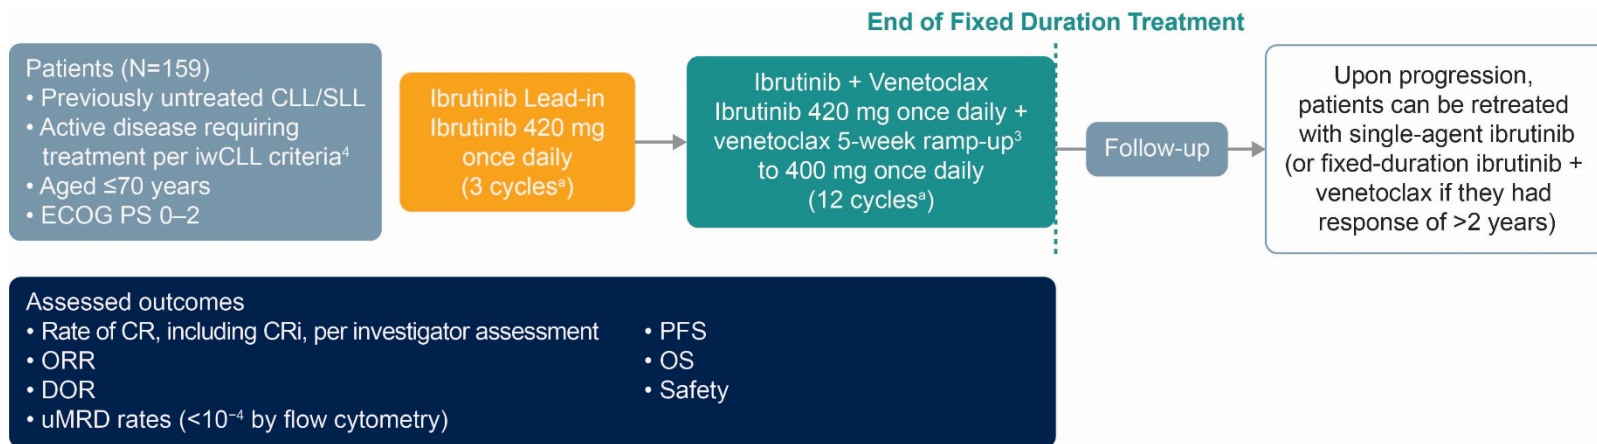 End of Fixed Duration Treatment
Patients (N=159)
• Previously untreated CLL/SLL
• Active disease requiring
treatment per iwCLL criteria⁴
• Aged ≤70 years
• ECOG PS 0–2
Ibrutinib Lead-in
Ibrutinib 420 mg
once daily
(3 cyclesᵃ)
Ibrutinib + Venetoclax
Ibrutinib 420 mg once daily +
venetoclax 5-week ramp-up³
to 400 mg once daily
(12 cyclesᵃ)
Follow-up
Upon progression,
patients can be retreated
with single-agent ibrutinib
(or fixed-duration ibrutinib +
venetoclax if they had
response of >2 years)
Assessed outcomes
• Rate of CR, including CRi, per investigator assessment
• ORR
• DOR
• uMRD rates (<10⁻⁴ by flow cytometry)
• PFS
• OS
• Safety